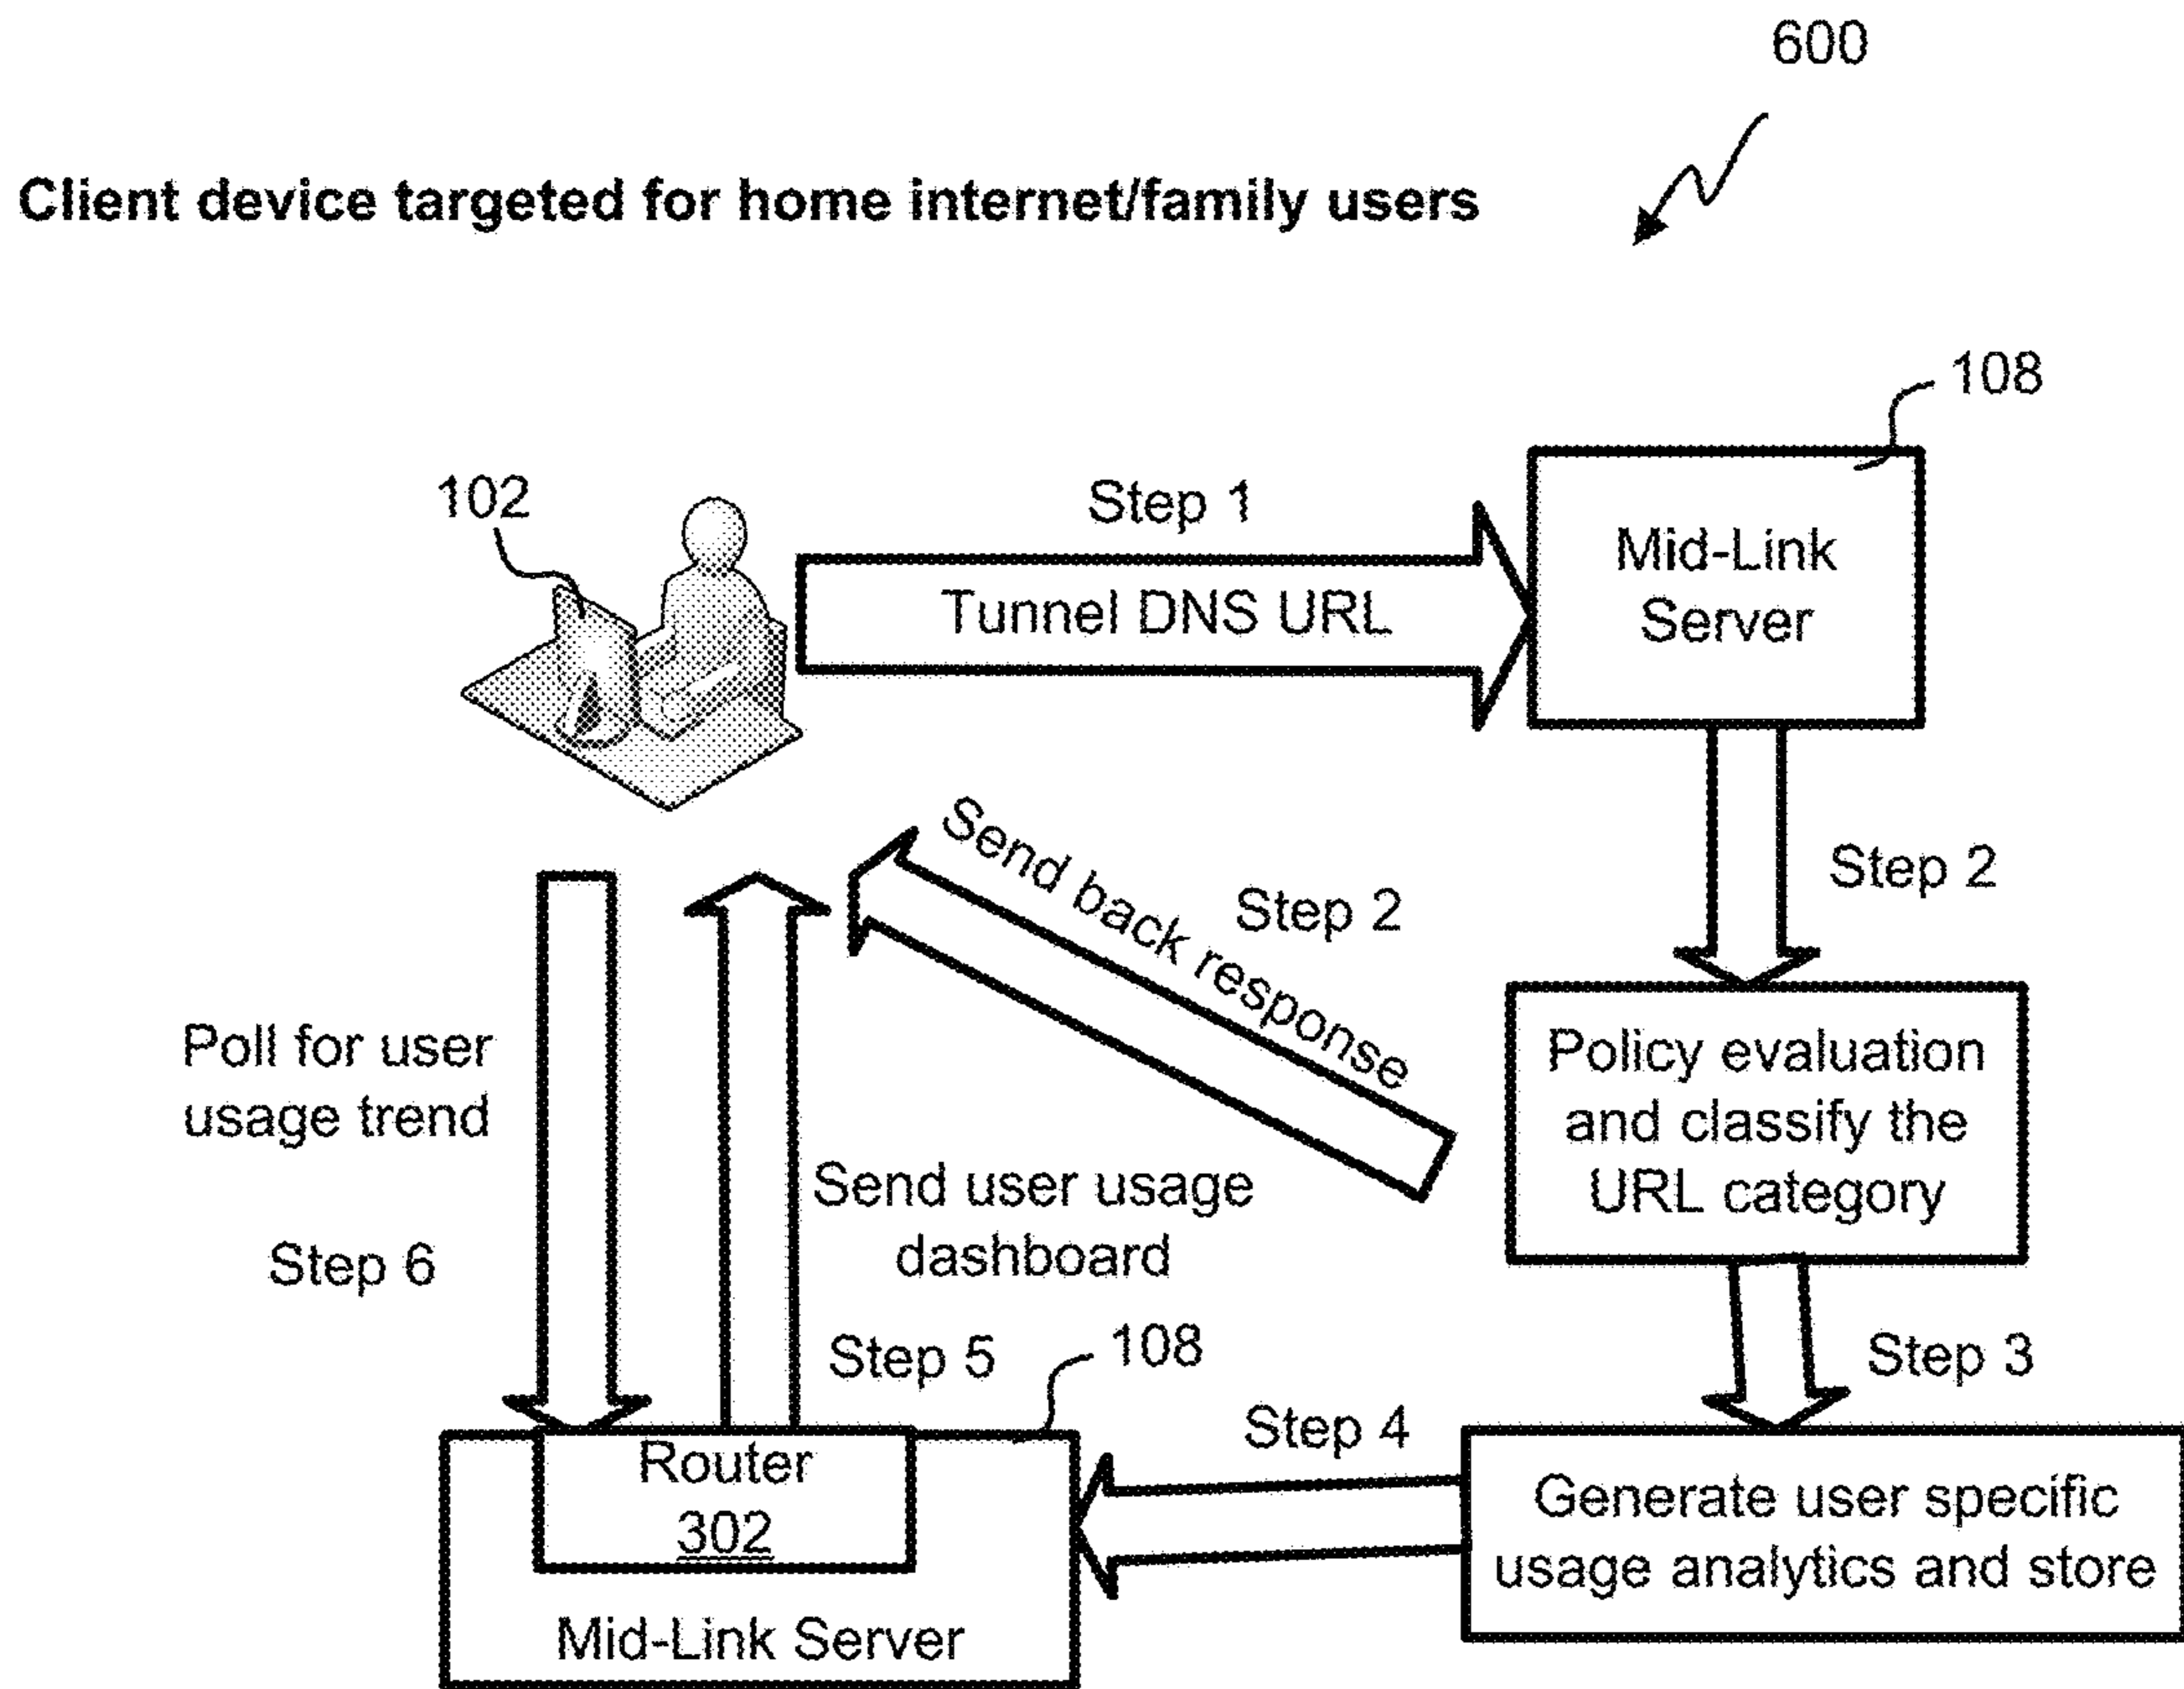 600
Client device targeted for home internet/family users
108
102
Step 1
Mid-Link
Server
Tunnel DNS URL
Step 2
Send back response
Step 2
Policy evaluation
and classify the
URL category
Poll for user
usage trend
Send user usage
dashboard
Step 6
Step 5
108
Step 3
Step 4
Router
302
Mid-Link Server
Generate user specific
usage analytics and store